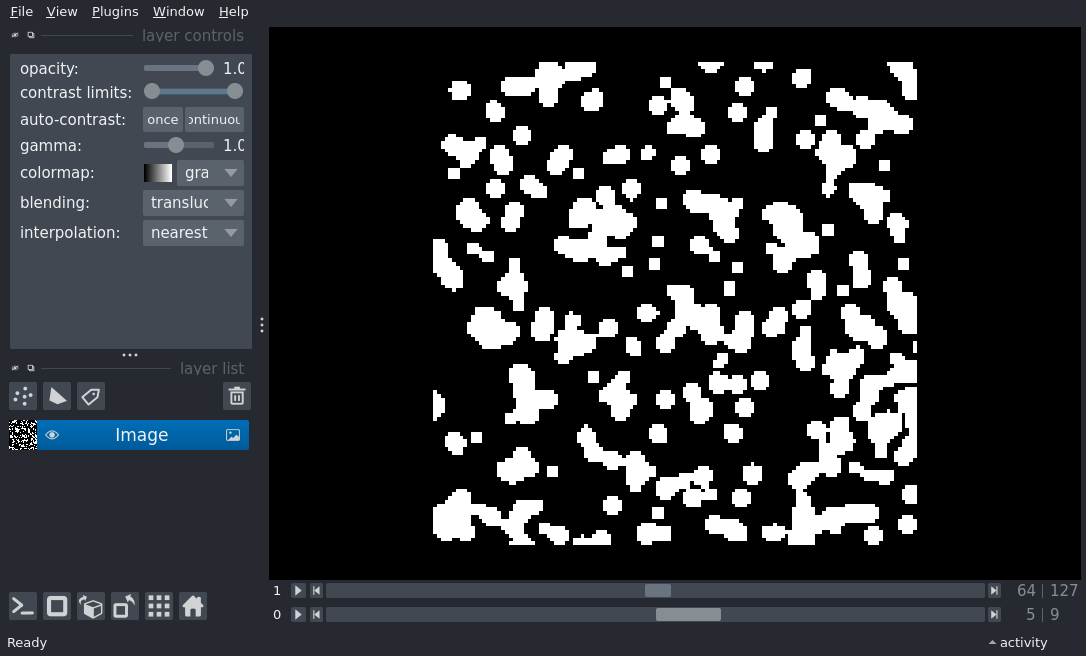 File View Plugins Window Help
layer controls
opacity: 1.0
contrast limits:
auto-contrast: once ontinuou
gamma: 1.0
colormap: gra
blending: transluc
interpolation: nearest
layer list
Image
1 64 | 127
0 5 | 9
Ready activity